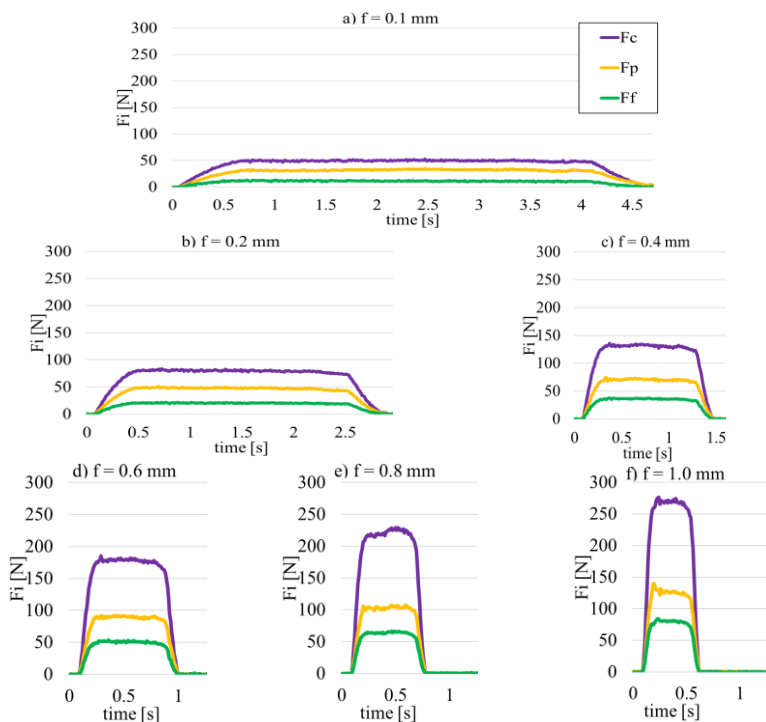 a) f = 0.1 mm
Fi [N]
300
250
200
150
100
50
0
0 0.5 1 1.5 2 2.5 3 3.5 4 4.5
time [s]
Fc
Fp
Ff
b) f = 0.2 mm
Fi [N]
300
250
200
150
100
50
0
0 0.5 1 1.5 2 2.5
time [s]
c) f = 0.4 mm
Fi [N]
300
250
200
150
100
50
0
0 0.5 1 1.5
time [s]
d) f = 0.6 mm
Fi [N]
300
250
200
150
100
50
0
0 0.5 1
time [s]
e) f = 0.8 mm
Fi [N]
300
250
200
150
100
50
0
0 0.5 1
time [s]
f) f = 1.0 mm
Fi [N]
300
250
200
150
100
50
0
0 0.5 1
time [s]